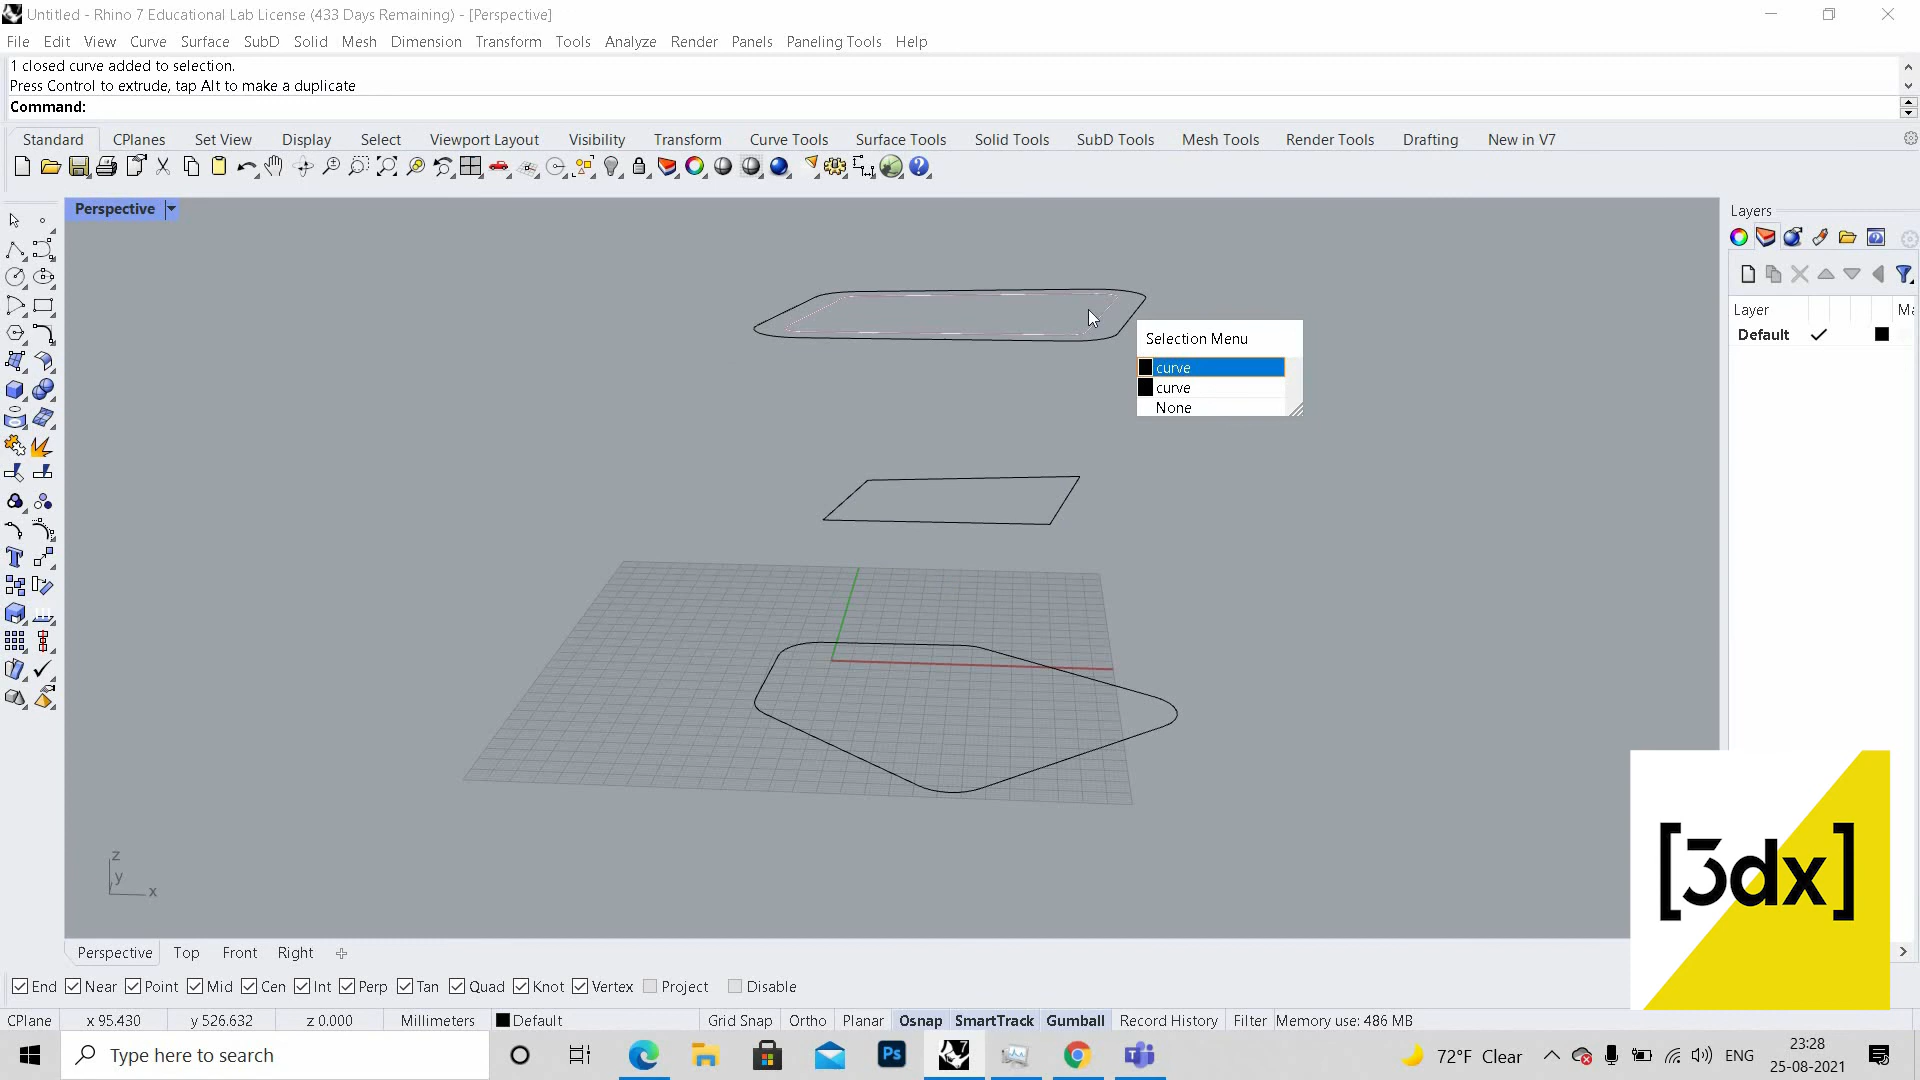 Untitled - Rhino 7 Educational Lab License (433 Days Remaining) - [Perspective]
File Edit View Curve Surface SubD Solid Mesh Dimension Transform Tools Analyze Render Panels Paneling Tools Help
1 closed curve added to selection.
Press Control to extrude, tap Alt to make a duplicate
Command:
Standard CPlanes Set View Display Select Viewport Layout Visibility Transform Curve Tools Surface Tools Solid Tools SubD Tools Mesh Tools Render Tools Drafting New in V7
Perspective
Layers
Layer
Default
Selection Menu
curve
curve
None
z
y
x
[3dx]
Perspective Top Front Right
End Near Point Mid Cen Int Perp Tan Quad Knot Vertex Project Disable
CPlane x 95.430 y 526.632 z 0.000 Millimeters Default Grid Snap Ortho Planar Osnap SmartTrack Gumball Record History Filter Memory use: 486 MB
Type here to search
Ps
72°F Clear
ENG
23:28
25-08-2021